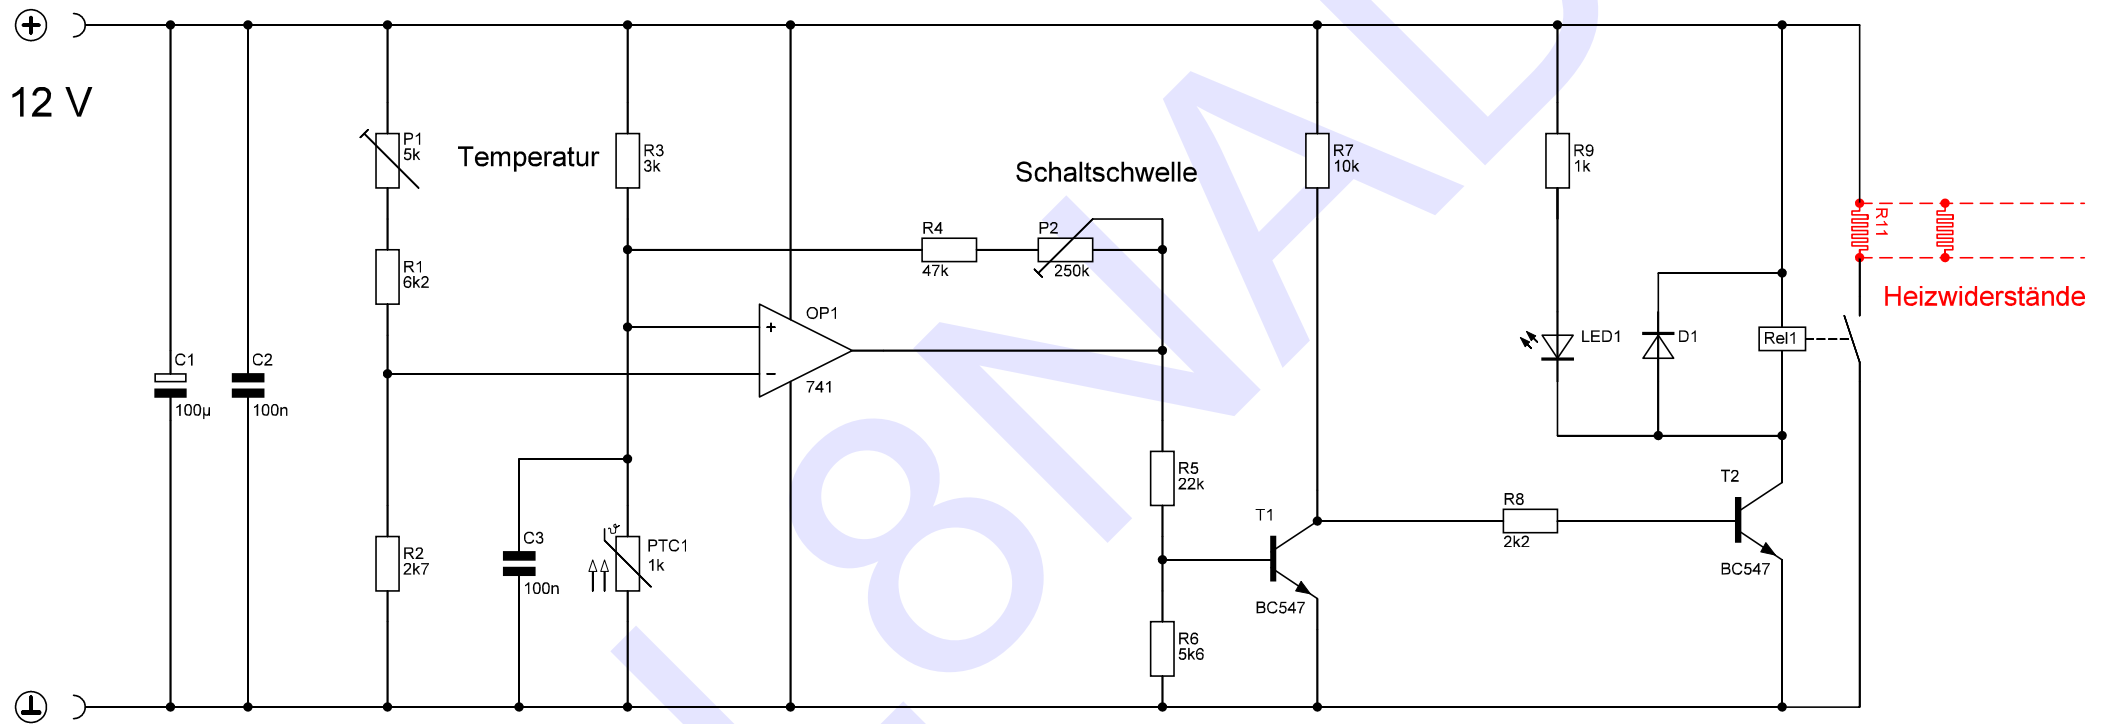 12 V
P1
5k
Temperatur
R3
3k
Schaltschwelle
R7
10k
R9
1k
R11
R4
47k
P2
250k
R1
6k2
Heizwiderstände
OP1
+
−
741
LED1
D1
Rel1
C1
100µ
C2
100n
R5
22k
T2
BC547
R8
2k2
T1
BC547
R2
2k7
C3
100n
ϑ
PTC1
1k
R6
5k6
DL8NAD